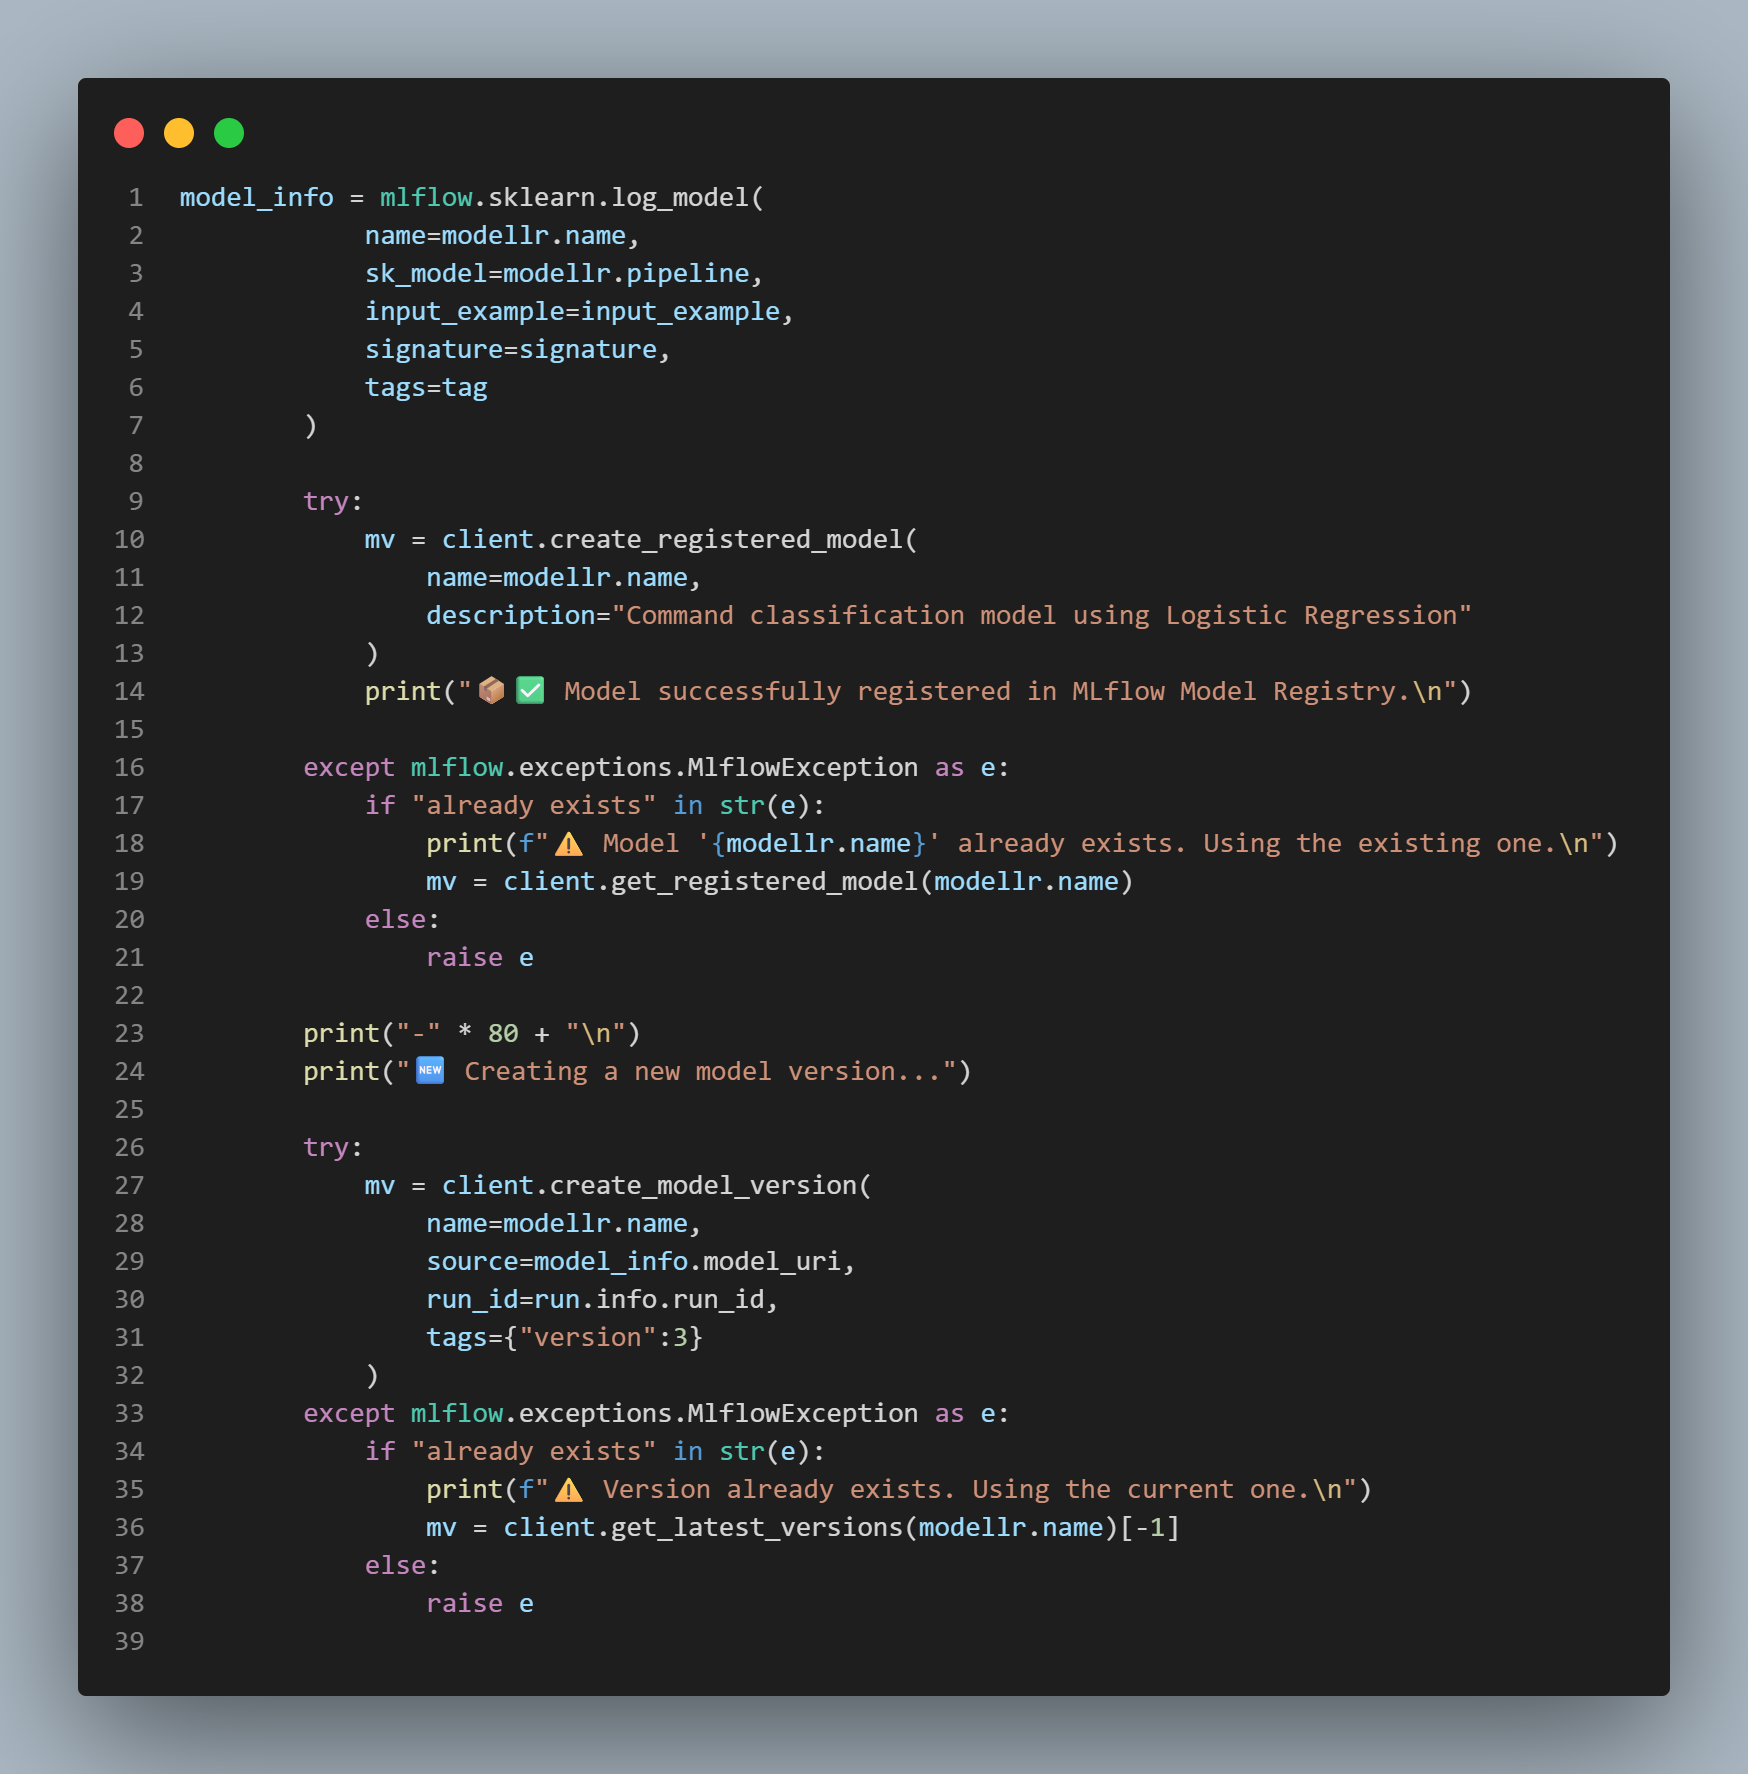 1 model_info = mlflow.sklearn.log_model(
2             name=modellr.name,
3             sk_model=modellr.pipeline,
4             input_example=input_example,
5             signature=signature,
6             tags=tag
7         )
8
9         try:
10             mv = client.create_registered_model(
11                 name=modellr.name,
12                 description="Command classification model using Logistic Regression"
13             )
14             print("📦✅ Model successfully registered in MLflow Model Registry.\n")
15
16         except mlflow.exceptions.MlflowException as e:
17             if "already exists" in str(e):
18                 print(f"⚠️ Model '{modellr.name}' already exists. Using the existing one.\n")
19                 mv = client.get_registered_model(modellr.name)
20             else:
21                 raise e
22
23         print("-" * 80 + "\n")
24         print("🆕 Creating a new model version...")
25
26         try:
27             mv = client.create_model_version(
28                 name=modellr.name,
29                 source=model_info.model_uri,
30                 run_id=run.info.run_id,
31                 tags={"version":3}
32             )
33         except mlflow.exceptions.MlflowException as e:
34             if "already exists" in str(e):
35                 print(f"⚠️ Version already exists. Using the current one.\n")
36                 mv = client.get_latest_versions(modellr.name)[-1]
37             else:
38                 raise e
39